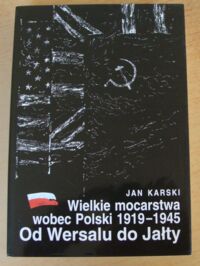 JAN KARSKI
Wielkie mocarstwa
wobec Polski 1919-1945
Od Wersalu do Jałty